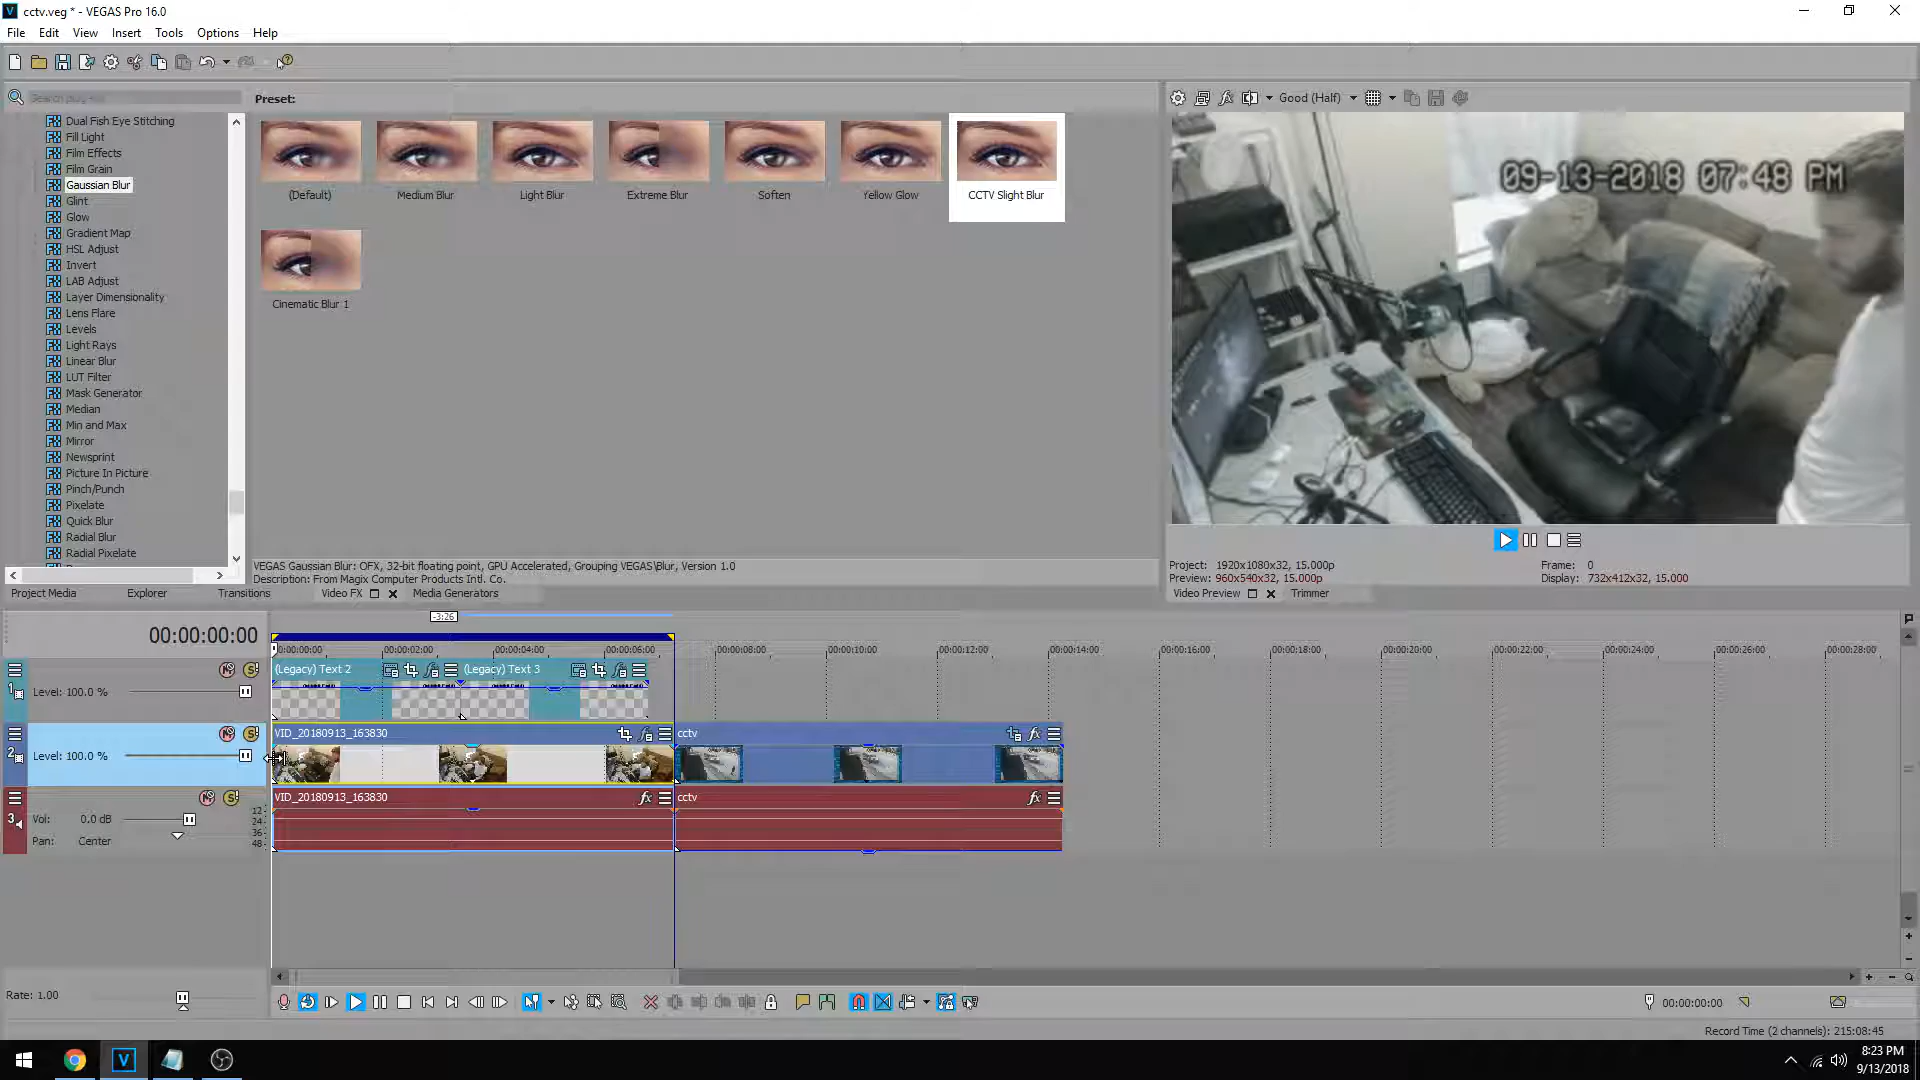 cctv.veg * - VEGAS Pro 16.0
File Edit View Insert Tools Options Help
Preset:
Dual Fish Eye Stitching
Fill Light
Film Effects
Film Grain
Gaussian Blur
Glint
Glow
Gradient Map
HSL Adjust
Invert
LAB Adjust
Layer Dimensionality
Lens Flare
Levels
Light Rays
Linear Blur
LUT Filter
Mask Generator
Median
Min and Max
Mirror
Newsprint
Picture In Picture
Pinch/Punch
Pixelate
Quick Blur
Radial Blur
Radial Pixelate
(Default) Medium Blur Light Blur Extreme Blur Soften Yellow Glow CCTV Slight Blur
Cinematic Blur 1
VEGAS Gaussian Blur: OFX, 32-bit floating point, GPU Accelerated, Grouping VEGAS\Blur, Version 1.0
Description: From Magix Computer Products Intl. Co.
Project Media Explorer Transitions Video FX Media Generators
Good (Half)
09-13-2018 07:48 PM
Project: 1920x1080x32, 15.000p Frame: 0
Preview: 960x540x32, 15.000p Display: 732x412x32, 15.000
Video Preview Trimmer
-3:26
00:00:00:00
0:00:00:00 00:00:02:00 00:00:04:00 00:00:06:00 00:00:08:00 00:00:10:00 00:00:12:00 00:00:14:00 00:00:16:00 00:00:18:00 00:00:20:00 00:00:22:00 00:00:24:00 00:00:26:00 00:00:28:00
(Legacy) Text 2 (Legacy) Text 3
1 Level: 100.0 %
VID_20180913_163830 cctv
2 Level: 100.0 %
VID_20180913_163830 cctv
3 Vol: 0.0 dB
Pan: Center
12
24
36
48
Rate: 1.00
00:00:00:00
Record Time (2 channels): 215:08:45
8:23 PM
9/13/2018